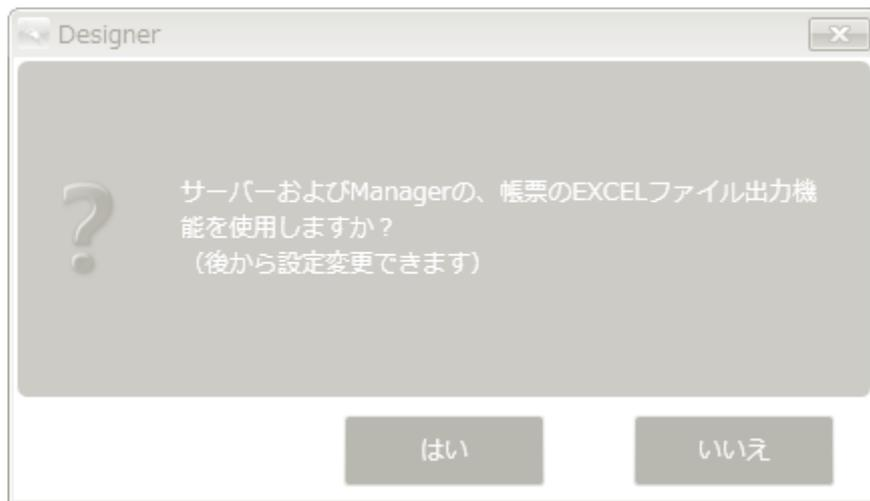 Designer
サーバーおよびManagerの、帳票のEXCELファイル出力機
能を使用しますか？
（後から設定変更できます）
はい
いいえ